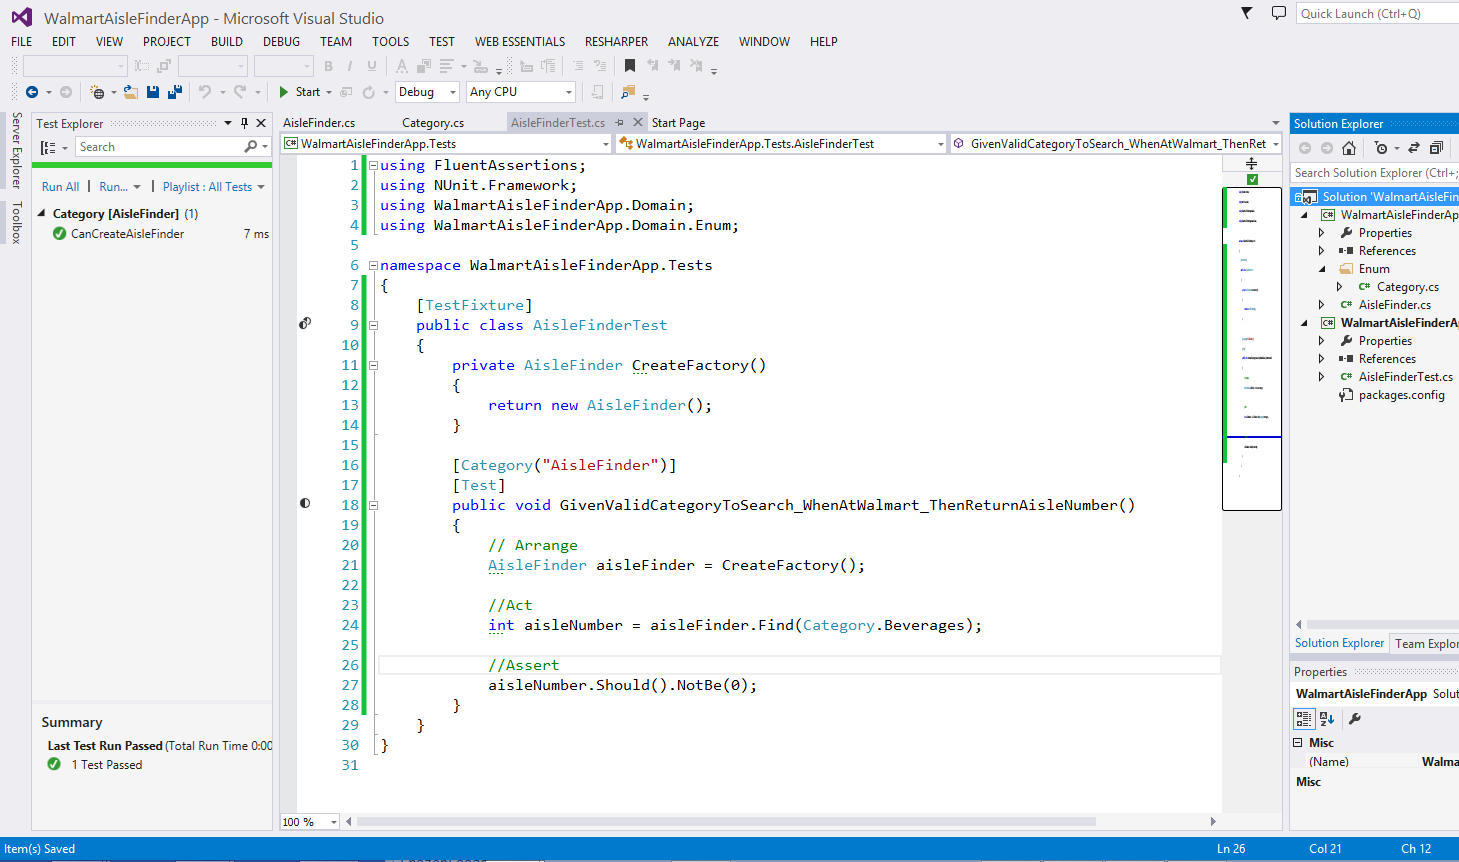 WalmartAisleFinderApp - Microsoft Visual Studio
Quick Launch (Ctrl+Q)
FILE EDIT VIEW PROJECT BUILD DEBUG TEAM TOOLS TEST WEB ESSENTIALS RESHARPER ANALYZE WINDOW HELP
Start Debug Any CPU
Server Explorer
Toolbox
Test Explorer
Search
Run All | Run... | Playlist : All Tests
Category [AisleFinder] (1)
CanCreateAisleFinder 7 ms
Summary
Last Test Run Passed (Total Run Time 0:00
1 Test Passed
AisleFinder.cs Category.cs AisleFinderTest.cs Start Page
WalmartAisleFinderApp.Tests WalmartAisleFinderApp.Tests.AisleFinderTest GivenValidCategoryToSearch_WhenAtWalmart_ThenRet
1 using FluentAssertions;
2 using NUnit.Framework;
3 using WalmartAisleFinderApp.Domain;
4 using WalmartAisleFinderApp.Domain.Enum;
5
6 namespace WalmartAisleFinderApp.Tests
7 {
8 [TestFixture]
9 public class AisleFinderTest
10 {
11 private AisleFinder CreateFactory()
12 {
13 return new AisleFinder();
14 }
15
16 [Category("AisleFinder")]
17 [Test]
18 public void GivenValidCategoryToSearch_WhenAtWalmart_ThenReturnAisleNumber()
19 {
20 // Arrange
21 AisleFinder aisleFinder = CreateFactory();
22
23 //Act
24 int aisleNumber = aisleFinder.Find(Category.Beverages);
25
26 //Assert
27 aisleNumber.Should().NotBe(0);
28 }
29 }
30 }
31
100 %
Solution Explorer
Search Solution Explorer (Ctrl+;
Solution 'WalmartAisleFin
WalmartAisleFinderAp
Properties
References
Enum
Category.cs
AisleFinder.cs
WalmartAisleFinderA
Properties
References
AisleFinderTest.cs
packages.config
Solution Explorer Team Explor
Properties
WalmartAisleFinderApp Solut
Misc
(Name) Walma
Misc
Item(s) Saved Ln 26 Col 21 Ch 12